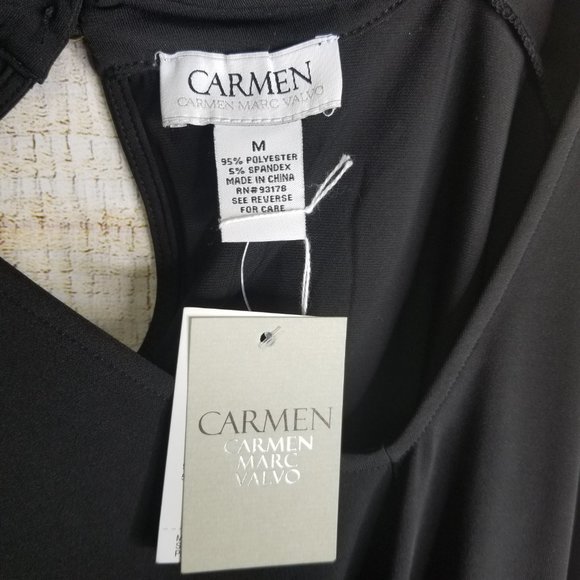 CARMEN
CARMEN MARC VALVO
M
95% POLYESTER
5% SPANDEX
MADE IN CHINA
RN# 93178
SEE REVERSE
FOR CARE
CARMEN
CARMEN
MARC
VALVO